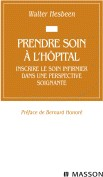 Walter Hesbeen
PRENDRE SOIN
À L'HÔPITAL
INSCRIRE LE SOIN INFIRMIER
DANS UNE PERSPECTIVE
SOIGNANTE
Préface de Bernard Honoré
MASSON